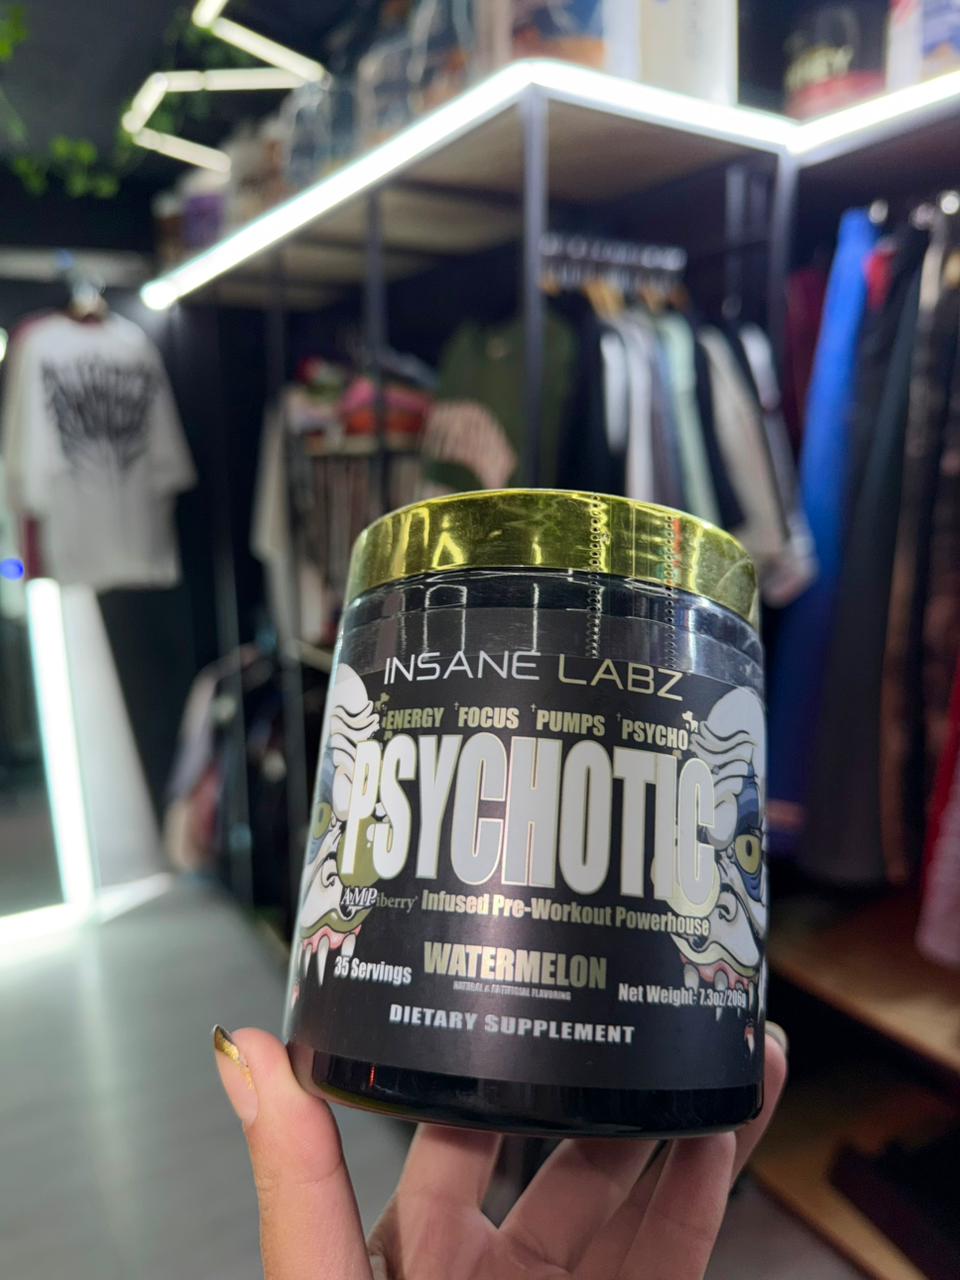 INSANE LABZ
†ENERGY †FOCUS †PUMPS †PSYCHO
PSYCHOTIC
AMPiberry® Infused Pre-Workout Powerhouse
35 Servings
WATERMELON
NATURAL & ARTIFICIAL FLAVORING
Net Weight: 7.3oz/206g
DIETARY SUPPLEMENT